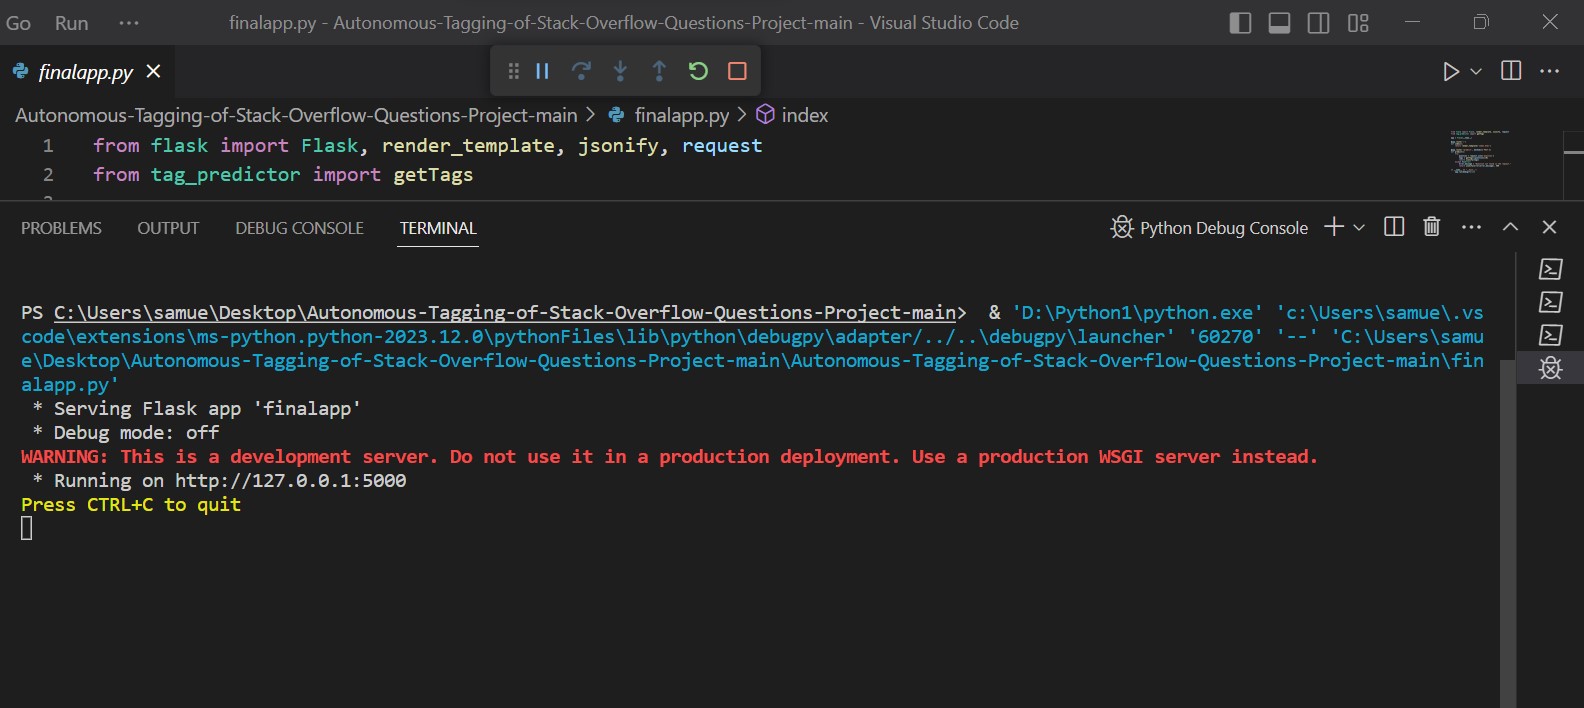 Go Run ··· finalapp.py - Autonomous-Tagging-of-Stack-Overflow-Questions-Project-main - Visual Studio Code
finalapp.py
Autonomous-Tagging-of-Stack-Overflow-Questions-Project-main > finalapp.py > index
1 from flask import Flask, render_template, jsonify, request
2 from tag_predictor import getTags
PROBLEMS OUTPUT DEBUG CONSOLE TERMINAL Python Debug Console
PS C:\Users\samue\Desktop\Autonomous-Tagging-of-Stack-Overflow-Questions-Project-main>  & 'D:\Python1\python.exe' 'c:\Users\samue\.vs
code\extensions\ms-python.python-2023.12.0\pythonFiles\lib\python\debugpy\adapter/../..\debugpy\launcher' '60270' '--' 'C:\Users\samu
e\Desktop\Autonomous-Tagging-of-Stack-Overflow-Questions-Project-main\Autonomous-Tagging-of-Stack-Overflow-Questions-Project-main\fin
alapp.py'
 * Serving Flask app 'finalapp'
 * Debug mode: off
WARNING: This is a development server. Do not use it in a production deployment. Use a production WSGI server instead.
 * Running on http://127.0.0.1:5000
Press CTRL+C to quit